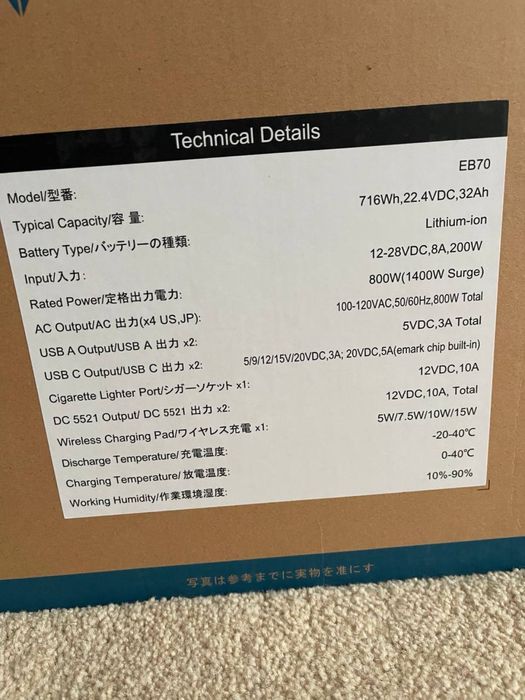 Technical Details
Model/型番: EB70
Typical Capacity/容 量: 716Wh,22.4VDC,32Ah
Battery Type/バッテリーの種類: Lithium-ion
Input/入力: 12-28VDC,8A,200W
Rated Power/定格出力電力: 800W(1400W Surge)
AC Output/AC 出力(x4 US,JP): 100-120VAC,50/60Hz,800W Total
USB A Output/USB A 出力 x2: 5VDC,3A Total
USB C Output/USB C 出力 x2: 5/9/12/15V/20VDC,3A; 20VDC,5A(emark chip built-in)
Cigarette Lighter Port/シガーソケット x1: 12VDC,10A
DC 5521 Output/ DC 5521 出力 x2: 12VDC,10A, Total
Wireless Charging Pad/ワイヤレス充電 x1: 5W/7.5W/10W/15W
Discharge Temperature/充電温度: -20-40℃
Charging Temperature/放電温度: 0-40℃
Working Humidity/作業環境湿度: 10%-90%
写真は参考までに実物を准にす